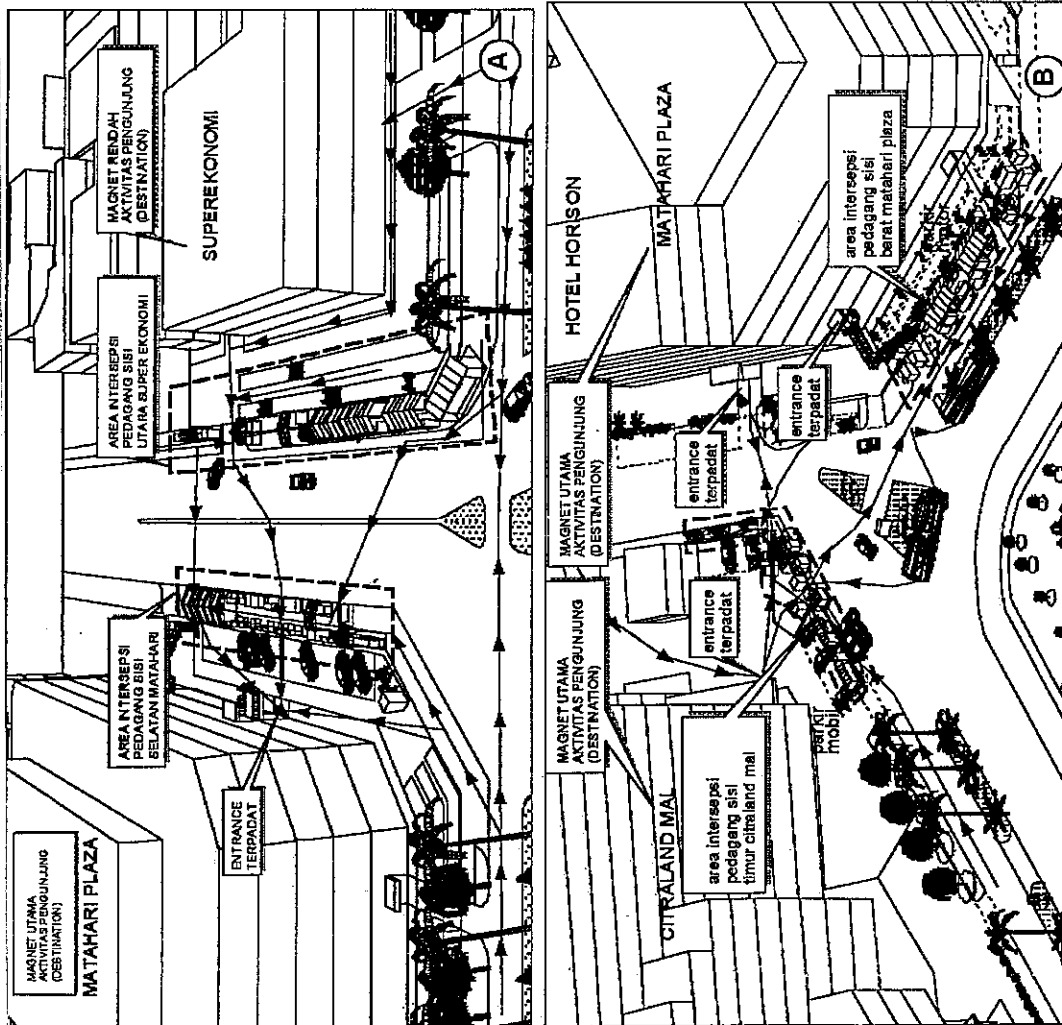 MAGNET UTAMA
AKTIVITAS PENGUNJUNG
(DESTINATION)
MATAHARI PLAZA
ENTRANCE
TERPADAT
AREA INTERSEPSI
PEDAGANG SISI
SELATAN MATAHARI
AREA INTERSEPSI
PEDAGANG SISI
UTARA SUPER EKONOMI
MAGNET RENDAH
AKTIVITAS PENGUNJUNG
(DESTINATION)
SUPEREKONOMI
A
MAGNET UTAMA
AKTIVITAS PENGUNJUNG
(DESTINATION)
CITRALAND MAL
area intersepsi
pedagang sisi
timur citraland mal
parkir
mobil
entrance
terpadat
MAGNET UTAMA
AKTIVITAS PENGUNJUNG
(DESTINATION)
HOTEL HORISON
MATAHARI PLAZA
entrance
terpadat
entrance
terpadat
area intersepsi
pedagang sisi
barat matahari plaza
parkir
motor
B